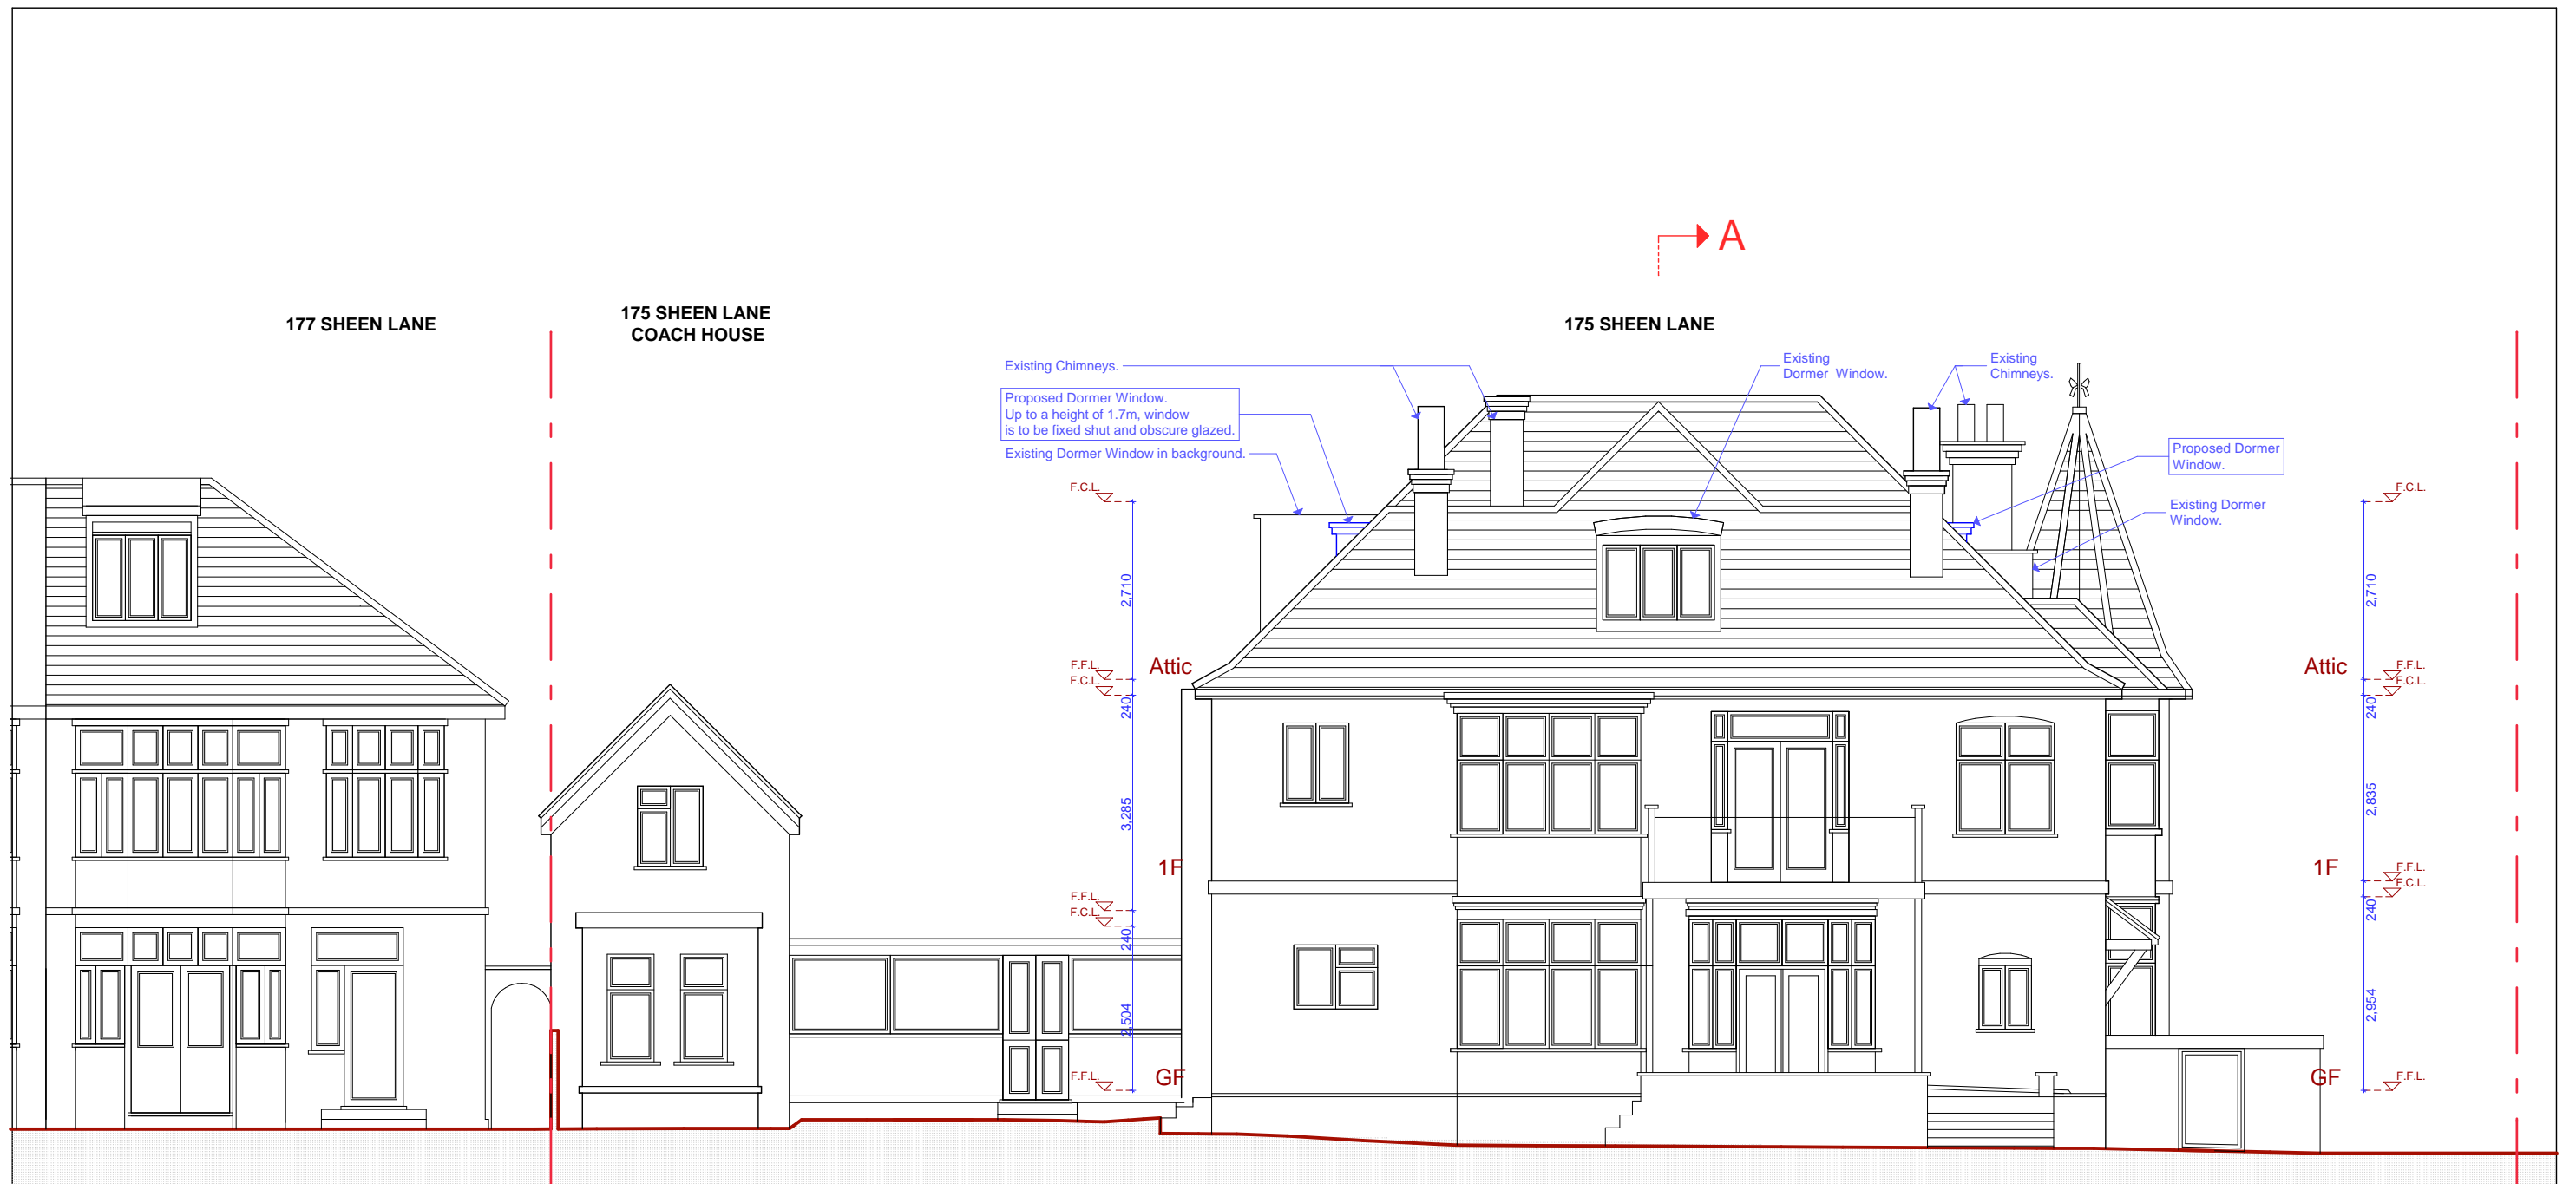 A
177 SHEEN LANE
175 SHEEN LANE
COACH HOUSE
175 SHEEN LANE
Existing Chimneys.
Existing
Dormer Window.
Existing
Chimneys.
Proposed Dormer Window.
Up to a height of 1.7m, window
is to be fixed shut and obscure glazed.
Existing Dormer Window in background.
Proposed Dormer
Window.
Existing Dormer
Window.
F.C.L.
2,710
F.F.L.
Attic
F.C.L.
240
3,285
1F
F.F.L.
F.C.L.
240
2,504
F.F.L.
GF
F.C.L.
2,710
Attic
F.F.L.
F.C.L.
240
2,835
1F
F.F.L.
F.C.L.
240
2,954
GF
F.F.L.